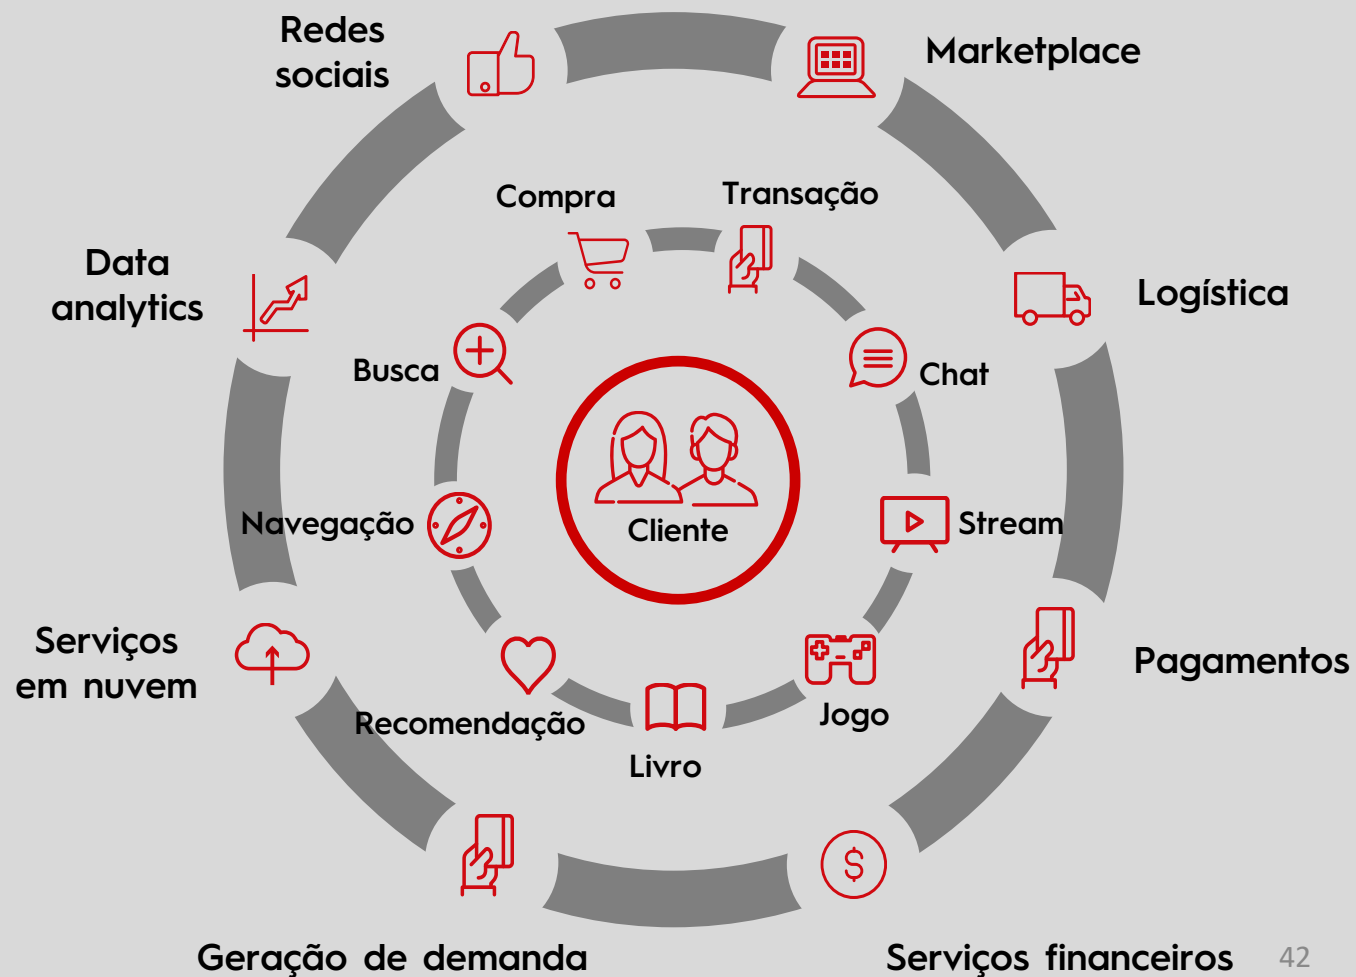 Redes
sociais
Marketplace
Compra
Transação
Data
analytics
Logística
Busca
Chat
Navegação
Cliente
Stream
Serviços
em nuvem
Pagamentos
Recomendação
Jogo
Livro
Geração de demanda
Serviços financeiros
42